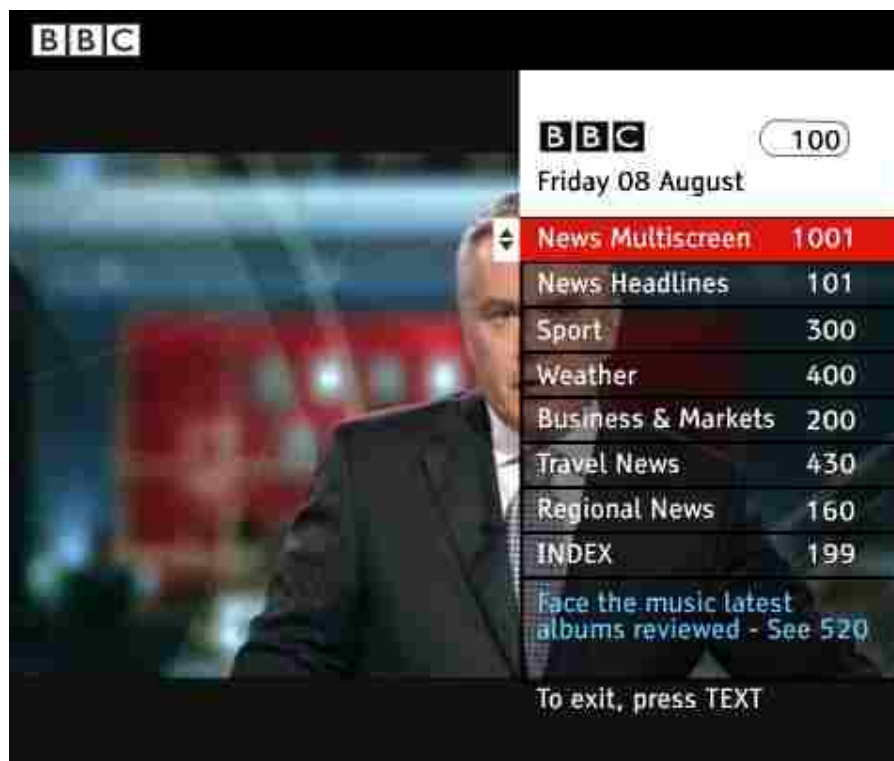 BBC
BBC 100
Friday 08 August
News Multiscreen 1001
News Headlines 101
Sport 300
Weather 400
Business & Markets 200
Travel News 430
Regional News 160
INDEX 199
Face the music latest
albums reviewed - See 520
To exit, press TEXT